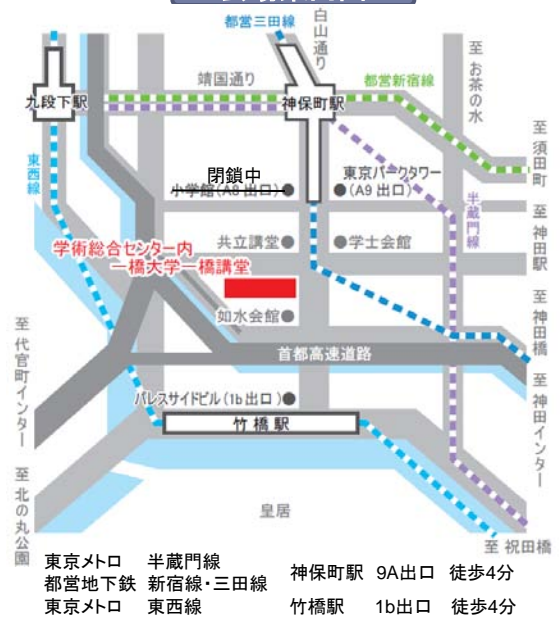 都営三田線
白山通り
至 お茶の水
靖国通り
都営新宿線
九段下駅
神保町駅
至 須田町
東西線
閉鎖中
小学館(A8 出口)●
東京パークタワー
●(A9 出口)
半蔵門線
至 神田駅
学術総合センター内
一橋大学一橋講堂
共立講堂●
●学士会館
如水会館●
至 神田橋
至 代官町インター
首都高速道路
至 神田インター
パレスサイドビル(1b 出口)●
竹橋駅
至 北の丸公園
皇居
至 祝田橋
東京メトロ 半蔵門線
都営地下鉄 新宿線・三田線
神保町駅 9A出口 徒歩4分
東京メトロ 東西線 竹橋駅 1b出口 徒歩4分